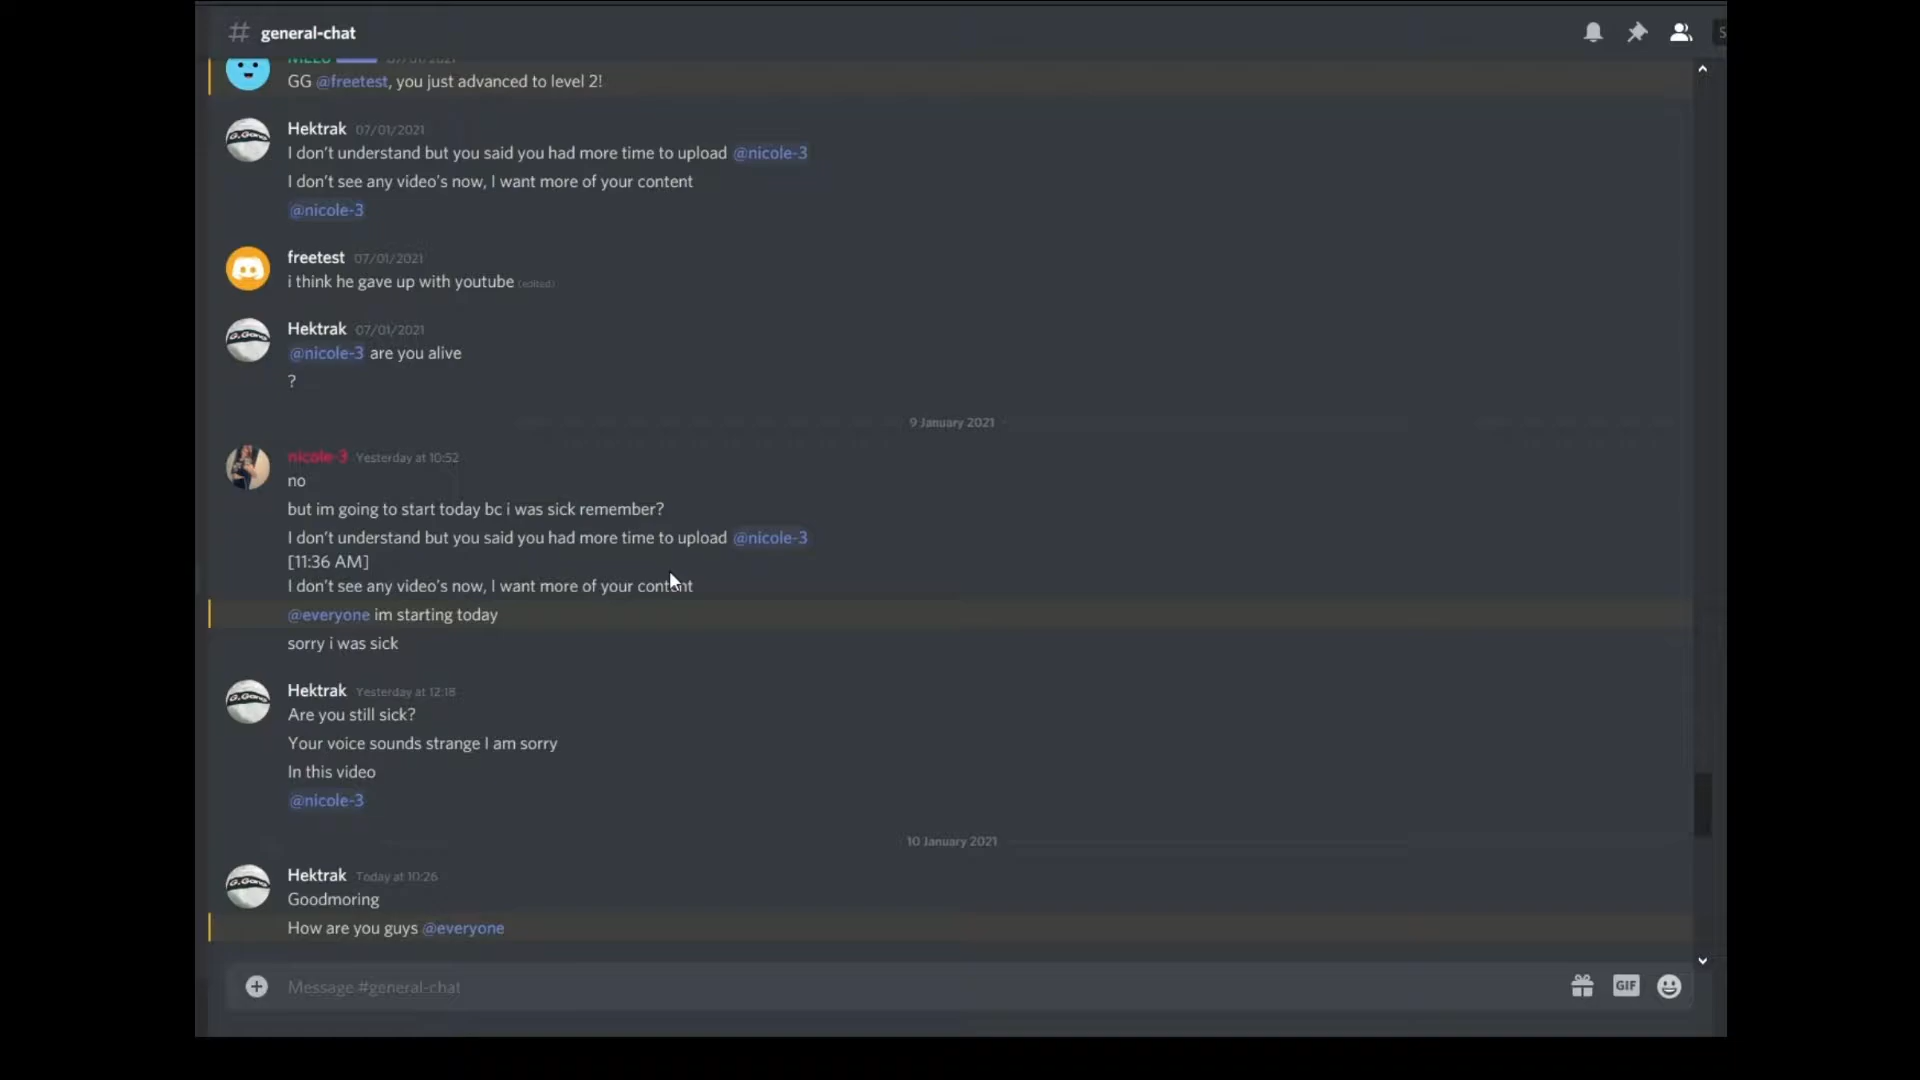 general-chat
GG @freetest, you just advanced to level 2!
Hektrak 07/01/2021
I don't understand but you said you had more time to upload @nicole-3
I don't see any video's now, I want more of your content
@nicole-3
freetest 07/01/2021
i think he gave up with youtube (edited)
Hektrak 07/01/2021
@nicole-3 are you alive
?
9 January 2021
nicole-3 Yesterday at 10:52
no
but im going to start today bc i was sick remember?
I don't understand but you said you had more time to upload @nicole-3
[11:36 AM]
I don't see any video's now, I want more of your content
@everyone im starting today
sorry i was sick
Hektrak Yesterday at 12:18
Are you still sick?
Your voice sounds strange I am sorry
In this video
@nicole-3
10 January 2021
Hektrak Today at 10:26
Goodmoring
How are you guys @everyone
Message #general-chat
GIF